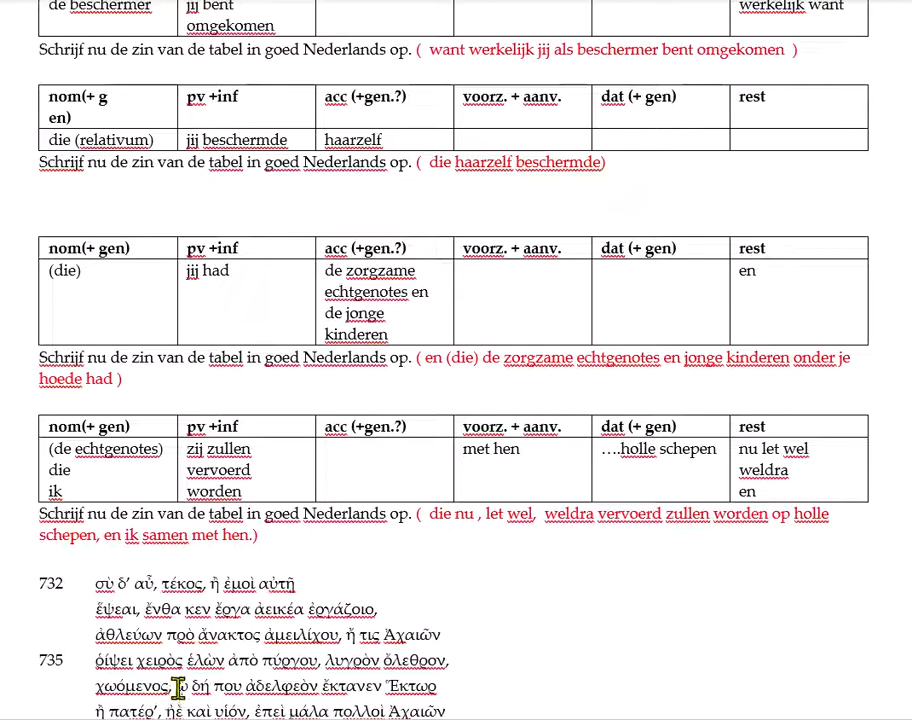 de beschermer jij bent werkelijk want
omgekomen
Schrijf nu de zin van de tabel in goed Nederlands op. ( want werkelijk jij als beschermer bent omgekomen )
nom(+ g pv +inf acc (+gen.?) voorz. + aanv. dat (+ gen) rest
en)
die (relativum) jij beschermde haarzelf
Schrijf nu de zin van de tabel in goed Nederlands op. ( die haarzelf beschermde)
nom(+ gen) pv +inf acc (+gen.?) voorz. + aanv. dat (+ gen) rest
(die) jij had de zorgzame en
echtgenotes en
de jonge
kinderen
Schrijf nu de zin van de tabel in goed Nederlands op. ( en (die) de zorgzame echtgenotes en jonge kinderen onder je
hoede had )
nom(+ gen) pv +inf acc (+gen.?) voorz. + aanv. dat (+ gen) rest
(de echtgenotes) zij zullen met hen ….holle schepen nu let wel
die vervoerd weldra
ik worden en
Schrijf nu de zin van de tabel in goed Nederlands op. ( die nu , let wel, weldra vervoerd zullen worden op holle
schepen, en ik samen met hen.)
732 σὺ δ’ αὖ, τέκος, ἢ ἐμοὶ αὐτῇ
ἕψεαι, ἔνθα κεν ἔργα ἀεικέα ἐργάζοιο,
ἀθλεύων πρὸ ἄνακτος ἀμειλίχου, ἤ τις Ἀχαιῶν
735 ῥίψει χειρὸς ἑλὼν ἀπὸ πύργου, λυγρὸν ὄλεθρον,
χωόμενος, ᾧ δή που ἀδελφεὸν ἔκτανεν Ἕκτωρ
ἢ πατέρ’, ἠὲ καὶ υἱόν, ἐπεὶ μάλα πολλοὶ Ἀχαιῶν